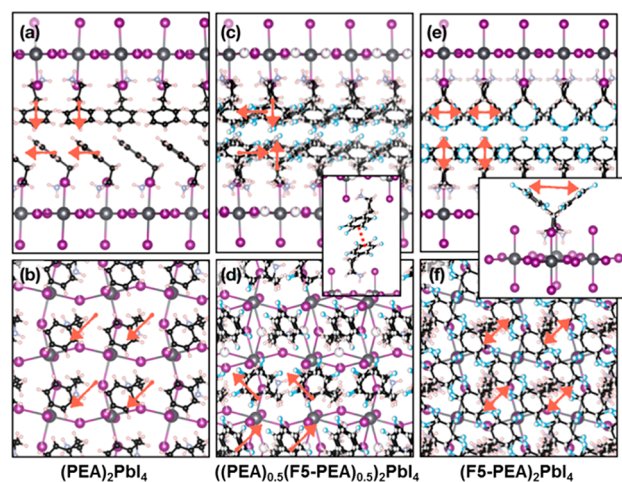 (a)
(c)
(e)
(b)
(d)
(f)
(PEA)₂PbI₄
((PEA)₀.₅(F5-PEA)₀.₅)₂PbI₄
(F5-PEA)₂PbI₄